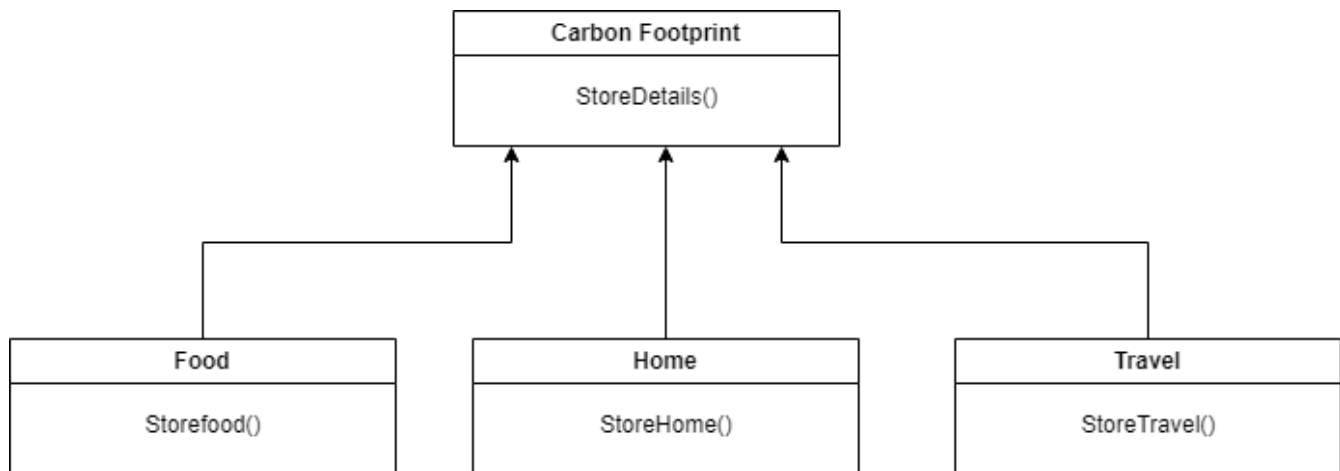 Carbon Footprint
StoreDetails()
Food
Home
Travel
Storefood()
StoreHome()
StoreTravel()